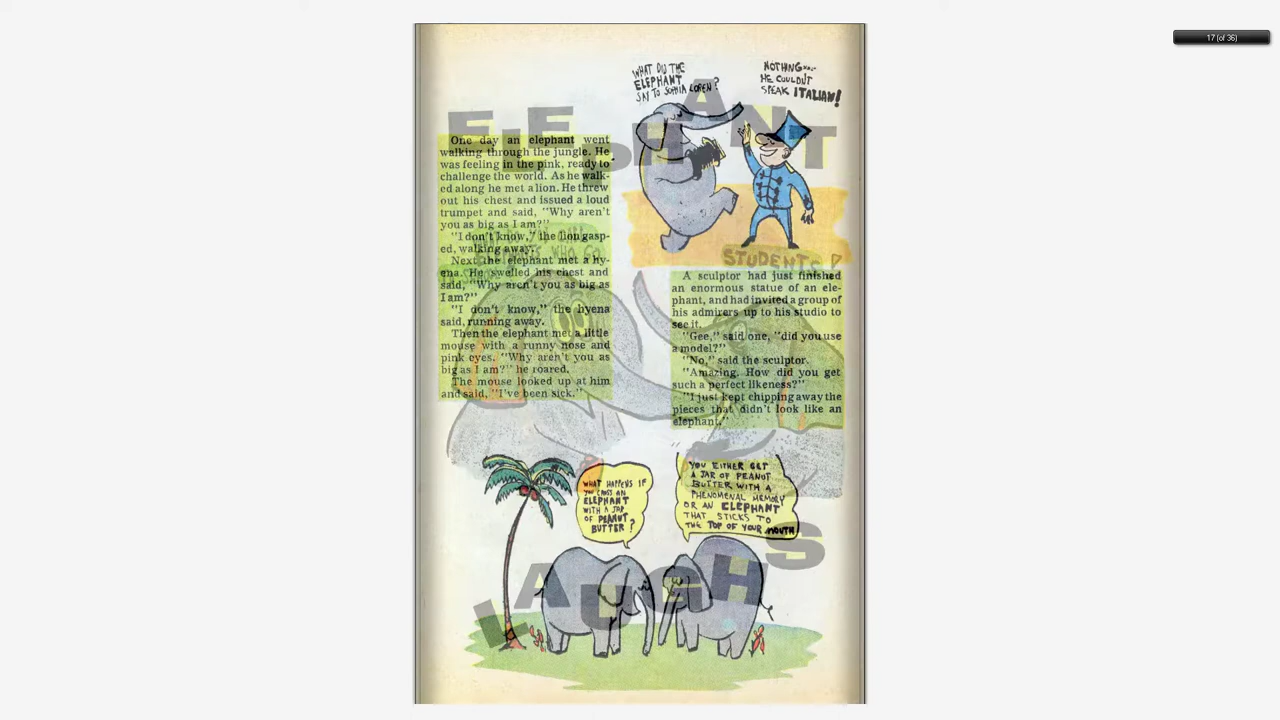 17 (of 36)
WHAT DID THE
ELEPHANT
SAY TO SOPHIA LOREN?
NOTHING---
HE COULDN'T
SPEAK ITALIAN!
ELEPHANT
One day an elephant went
walking through the jungle. He
was feeling in the pink, ready to
challenge the world. As he walk-
ed along he met a lion. He threw
out his chest and issued a loud
trumpet and said, "Why aren't
you as big as I am?"
"I don't know," the lion gasp-
ed, walking away.
Next the elephant met a hy-
ena. He swelled his chest and
said, "Why aren't you as big as
I am?"
"I don't know," the hyena
said, running away.
Then the elephant met a little
mouse with a runny nose and
pink eyes. "Why aren't you as
big as I am?" he roared.
The mouse looked up at him
and said, "I've been sick."
STUDENTS!
A sculptor had just finished
an enormous statue of an ele-
phant, and had invited a group of
his admirers up to his studio to
see it.
"Gee," said one, "did you use
a model?"
"No," said the sculptor.
"Amazing. How did you get
such a perfect likeness?"
"I just kept chipping away the
pieces that didn't look like an
elephant."
WHAT HAPPENS IF
YOU CROSS AN
ELEPHANT
WITH A JAR
OF PEANUT
BUTTER?
YOU EITHER GET
A JAR OF PEANUT
BUTTER WITH A
PHENOMENAL MEMORY
OR AN ELEPHANT
THAT STICKS TO
THE TOP OF YOUR MOUTH
LAUGHS